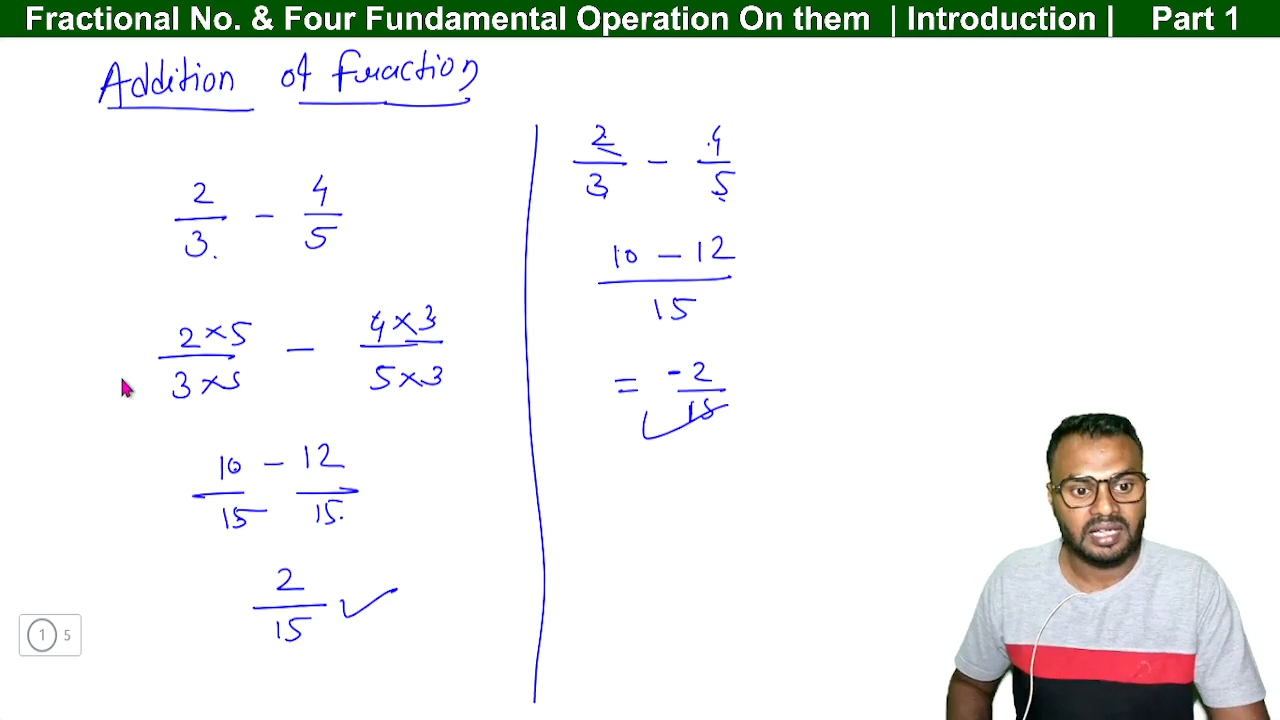 Fractional No. & Four Fundamental Operation On them | Introduction | Part 1
Addition of fraction
2/3 - 4/5
2×5/3×5 - 4×3/5×3
10/15 - 12/15
2/15 ✓
2/3 - 4/5
10 - 12/15
= -2/15
1 5